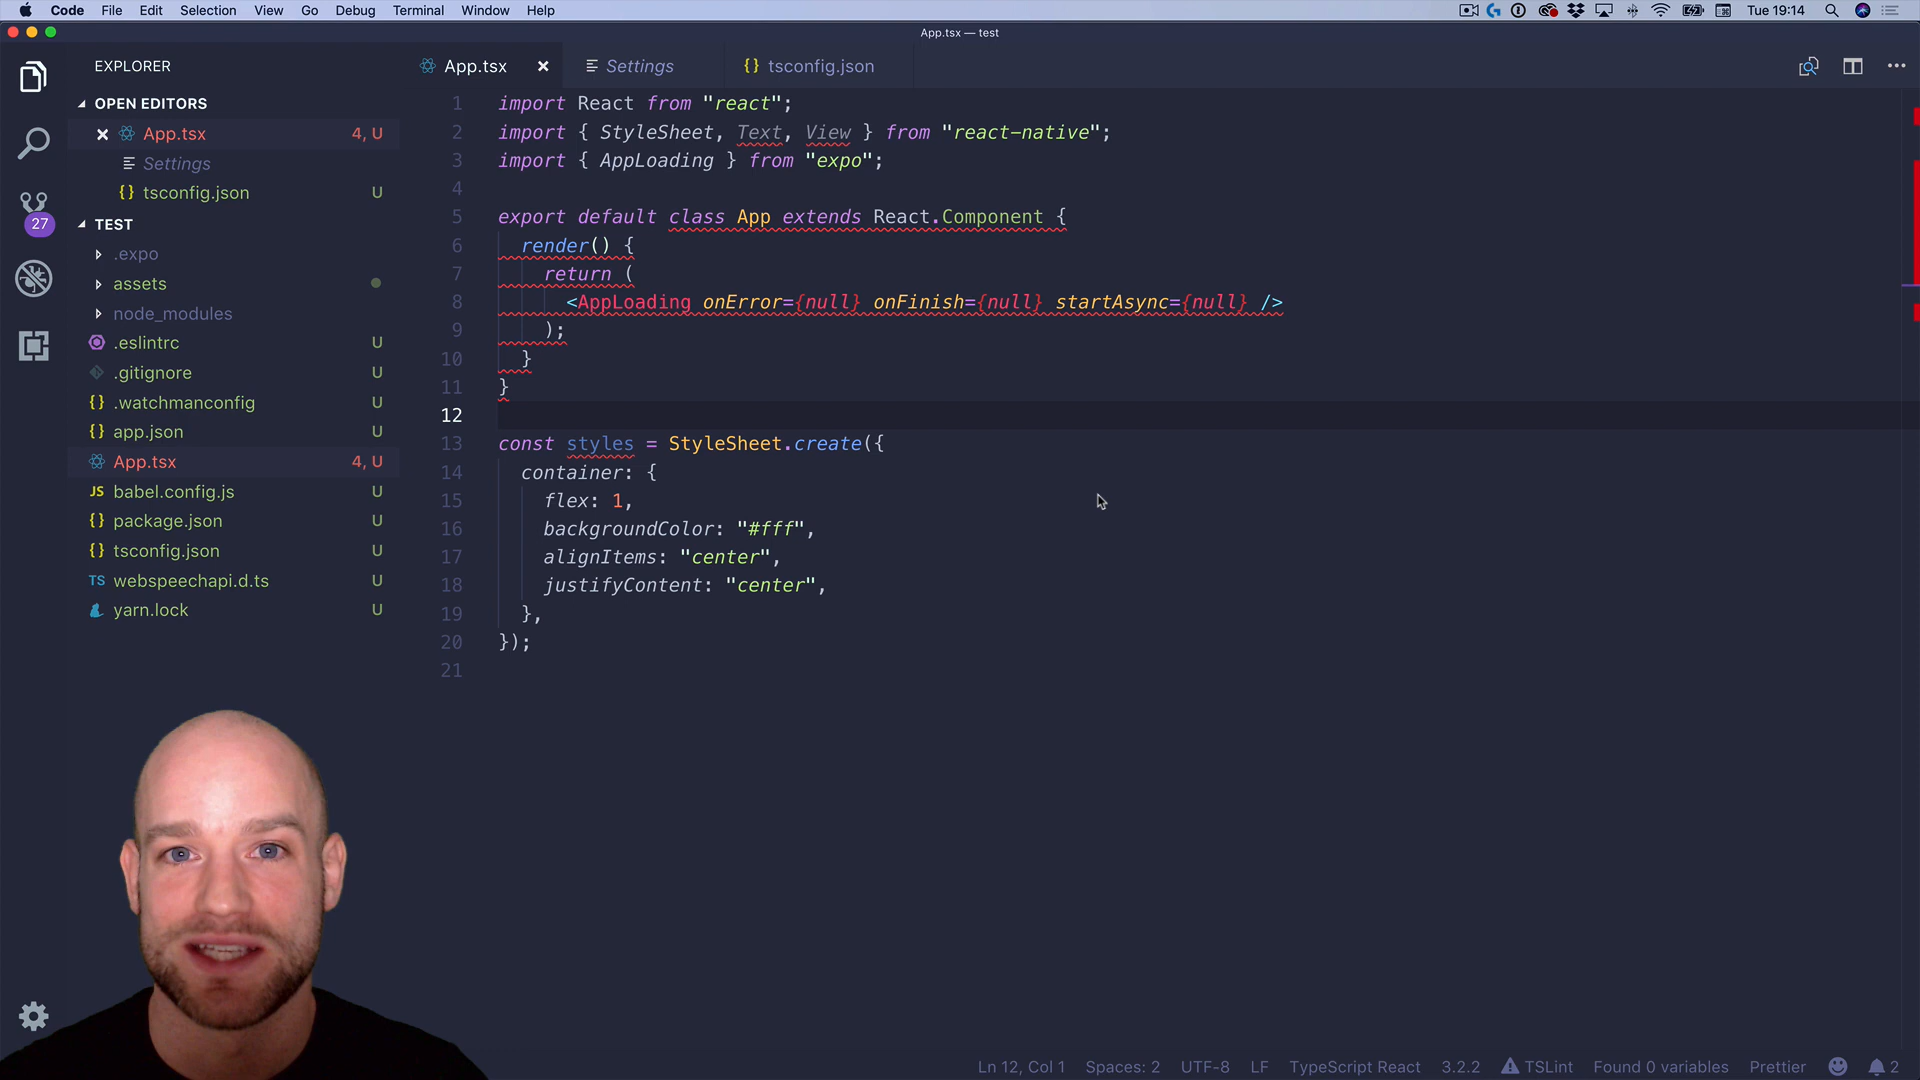 Code File Edit Selection View Go Debug Terminal Window Help Tue 19:14
App.tsx — test
EXPLORER
App.tsx
Settings
{} tsconfig.json
OPEN EDITORS
App.tsx 4, U
Settings
{} tsconfig.json U
27
TEST
.expo
assets
node_modules
.eslintrc U
.gitignore U
{} .watchmanconfig U
{} app.json U
App.tsx 4, U
JS babel.config.js U
{} package.json U
{} tsconfig.json U
TS webspeechapi.d.ts U
yarn.lock U
1 import React from "react";
2 import { StyleSheet, Text, View } from "react-native";
3 import { AppLoading } from "expo";
4
5 export default class App extends React.Component {
6 render() {
7 return (
8 <AppLoading onError={null} onFinish={null} startAsync={null} />
9 );
10 }
11 }
12
13 const styles = StyleSheet.create({
14 container: {
15 flex: 1,
16 backgroundColor: "#fff",
17 alignItems: "center",
18 justifyContent: "center",
19 },
20 });
21
Ln 12, Col 1 Spaces: 2 UTF-8 LF TypeScript React 3.2.2 TSLint Found 0 variables Prettier 2